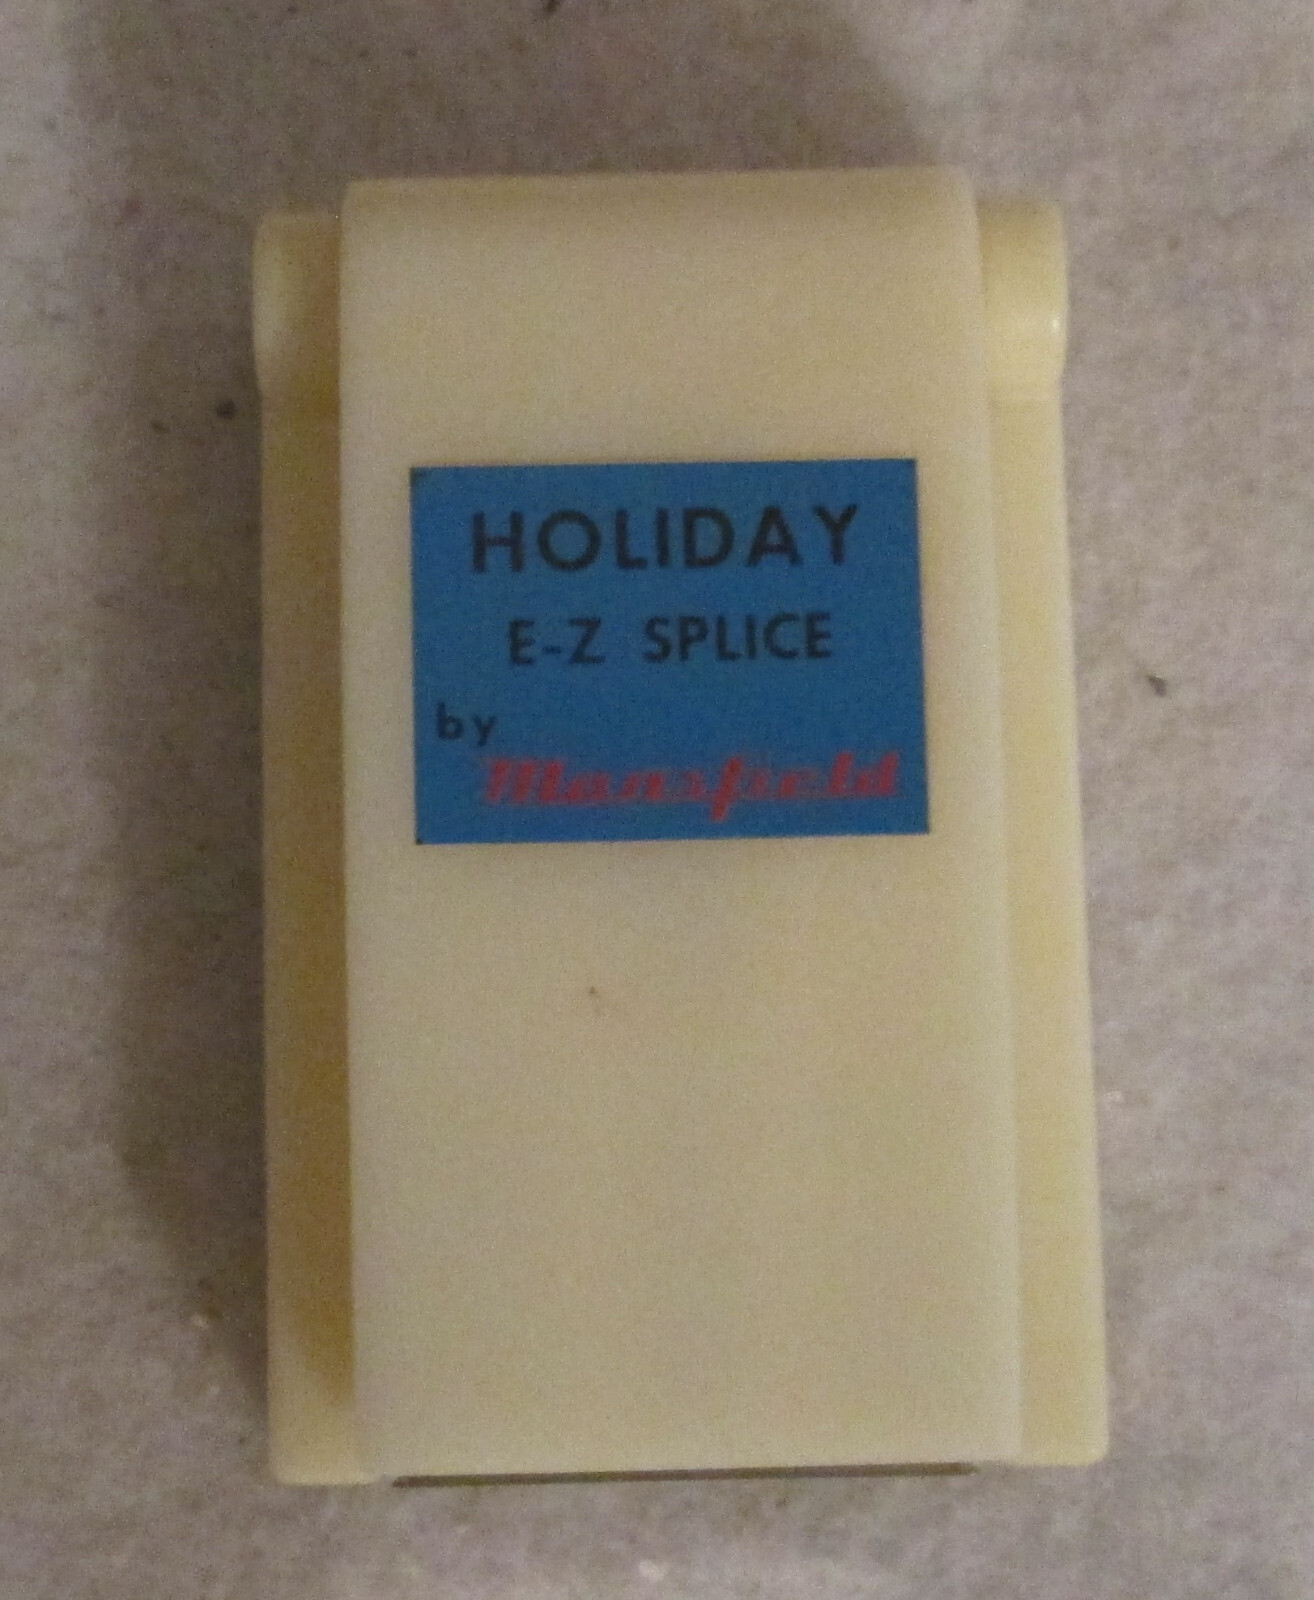 HOLIDAY
E-Z SPLICE
by
Mansfield